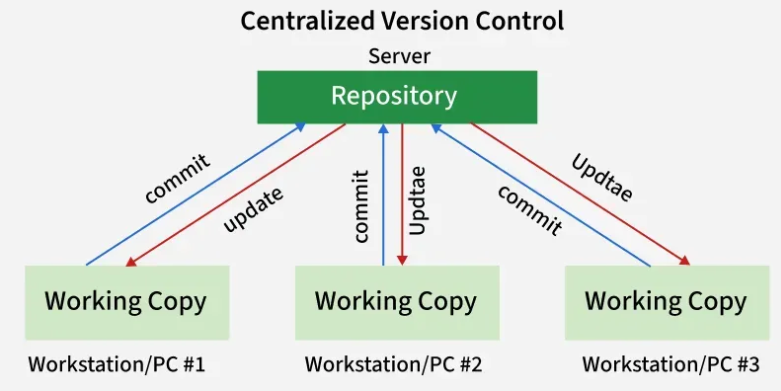 Centralized Version Control
Server
Repository
commit
update
commit
Updtae
commit
Updtae
Working Copy
Working Copy
Working Copy
Workstation/PC #1
Workstation/PC #2
Workstation/PC #3